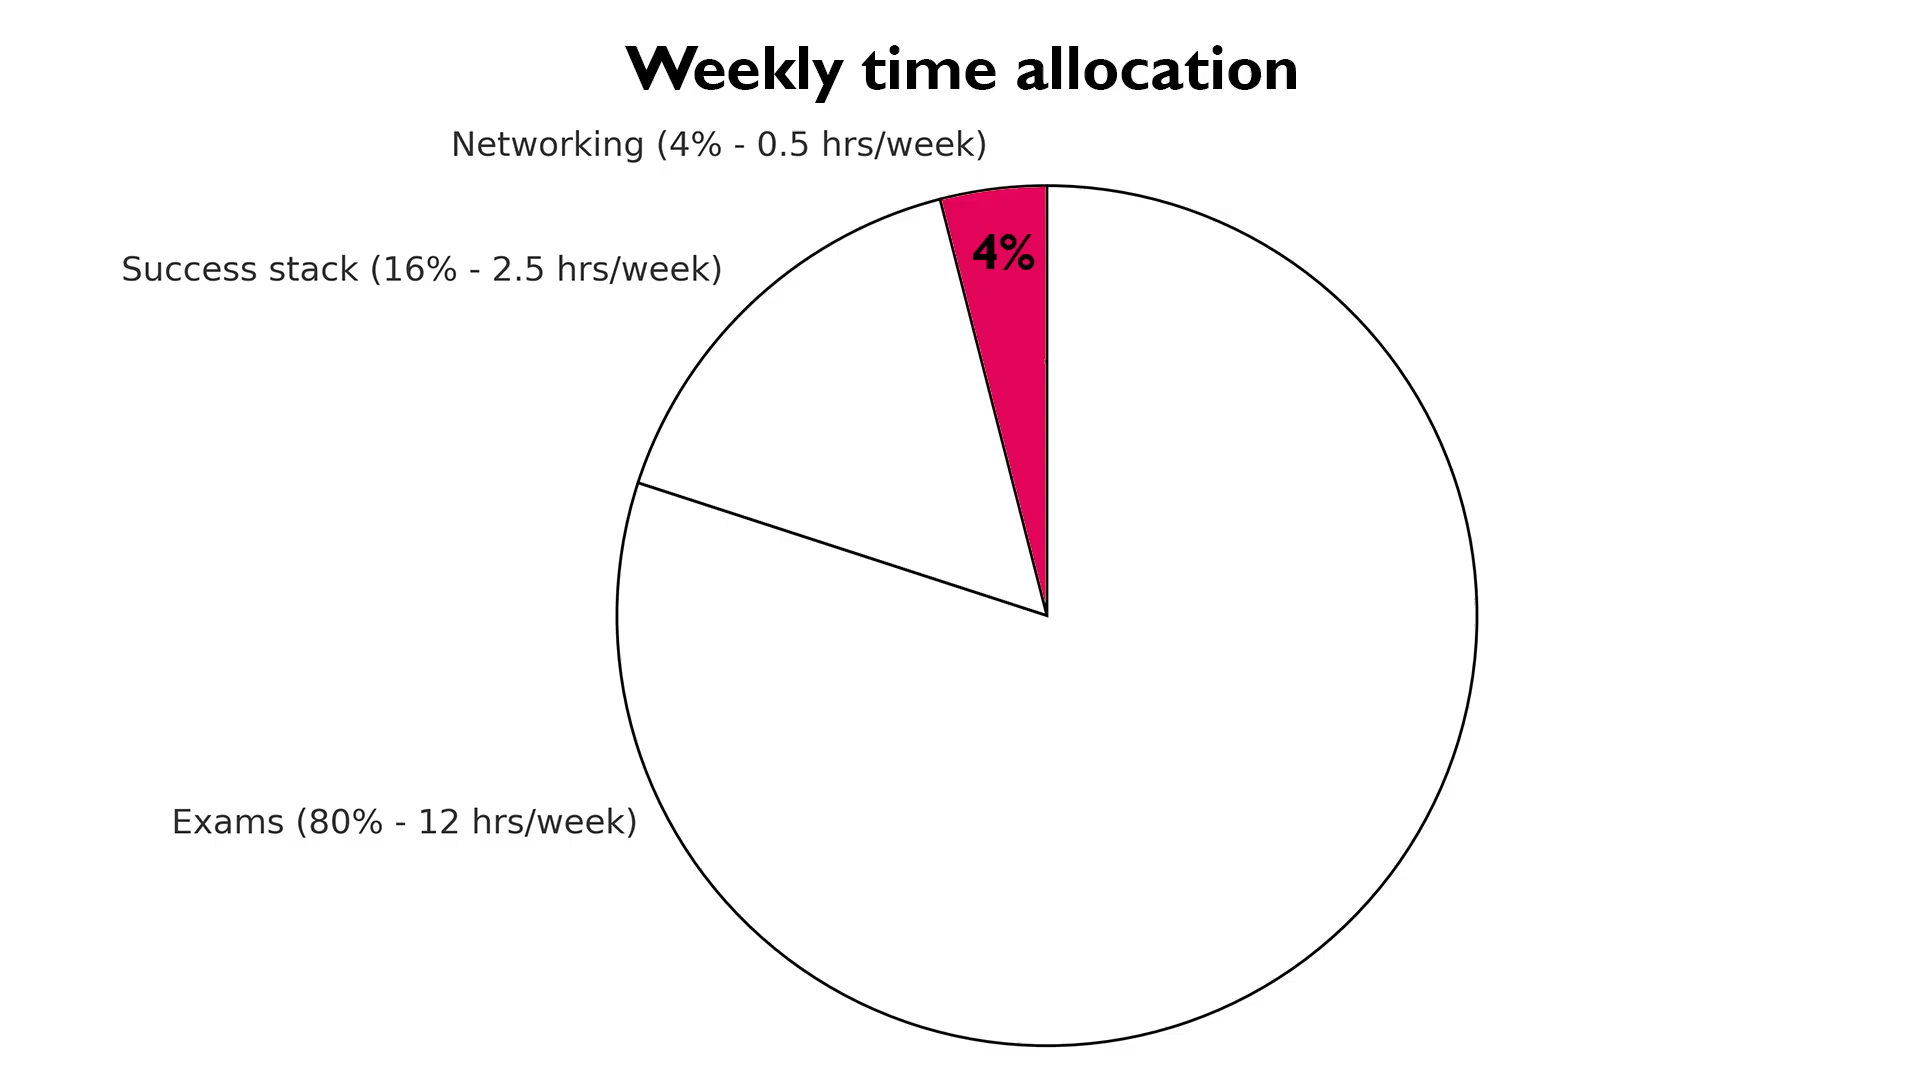 Weekly time allocation
Networking (4% - 0.5 hrs/week)
4%
Success stack (16% - 2.5 hrs/week)
Exams (80% - 12 hrs/week)